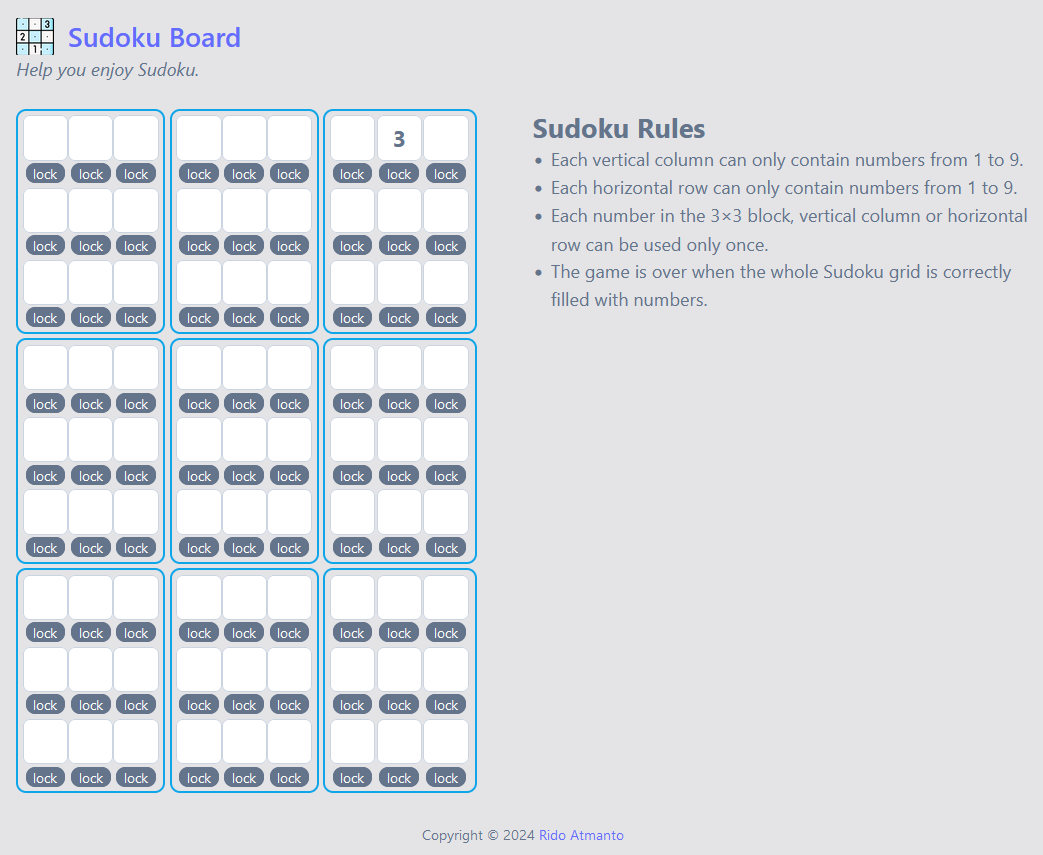 Sudoku Board
Help you enjoy Sudoku.
3
lock lock lock lock lock lock lock lock lock
lock lock lock lock lock lock lock lock lock
lock lock lock lock lock lock lock lock lock
lock lock lock lock lock lock lock lock lock
lock lock lock lock lock lock lock lock lock
lock lock lock lock lock lock lock lock lock
lock lock lock lock lock lock lock lock lock
lock lock lock lock lock lock lock lock lock
lock lock lock lock lock lock lock lock lock
Sudoku Rules
• Each vertical column can only contain numbers from 1 to 9.
• Each horizontal row can only contain numbers from 1 to 9.
• Each number in the 3×3 block, vertical column or horizontal
row can be used only once.
• The game is over when the whole Sudoku grid is correctly
filled with numbers.
Copyright © 2024 Rido Atmanto